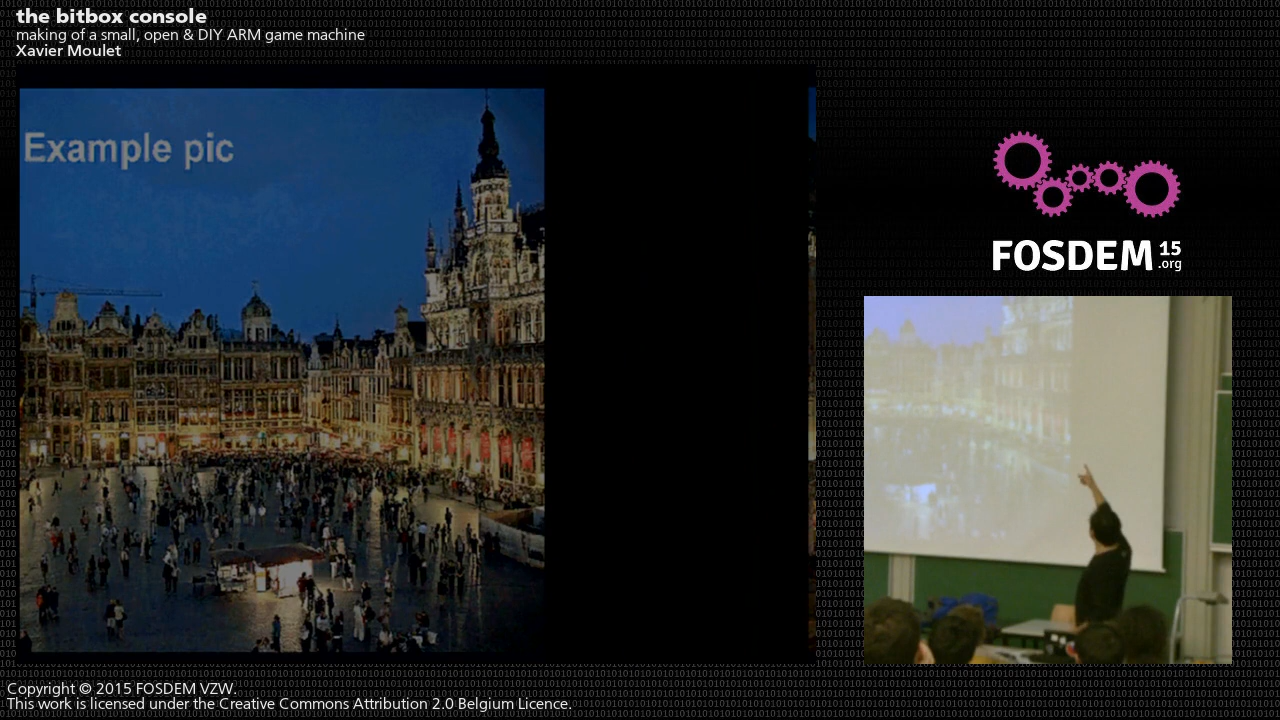 the bitbox console
making of a small, open & DIY ARM game machine
Xavier Moulet
Example pic
FOSDEM 15
.org
Copyright © 2015 FOSDEM VZW.
This work is licensed under the Creative Commons Attribution 2.0 Belgium Licence.